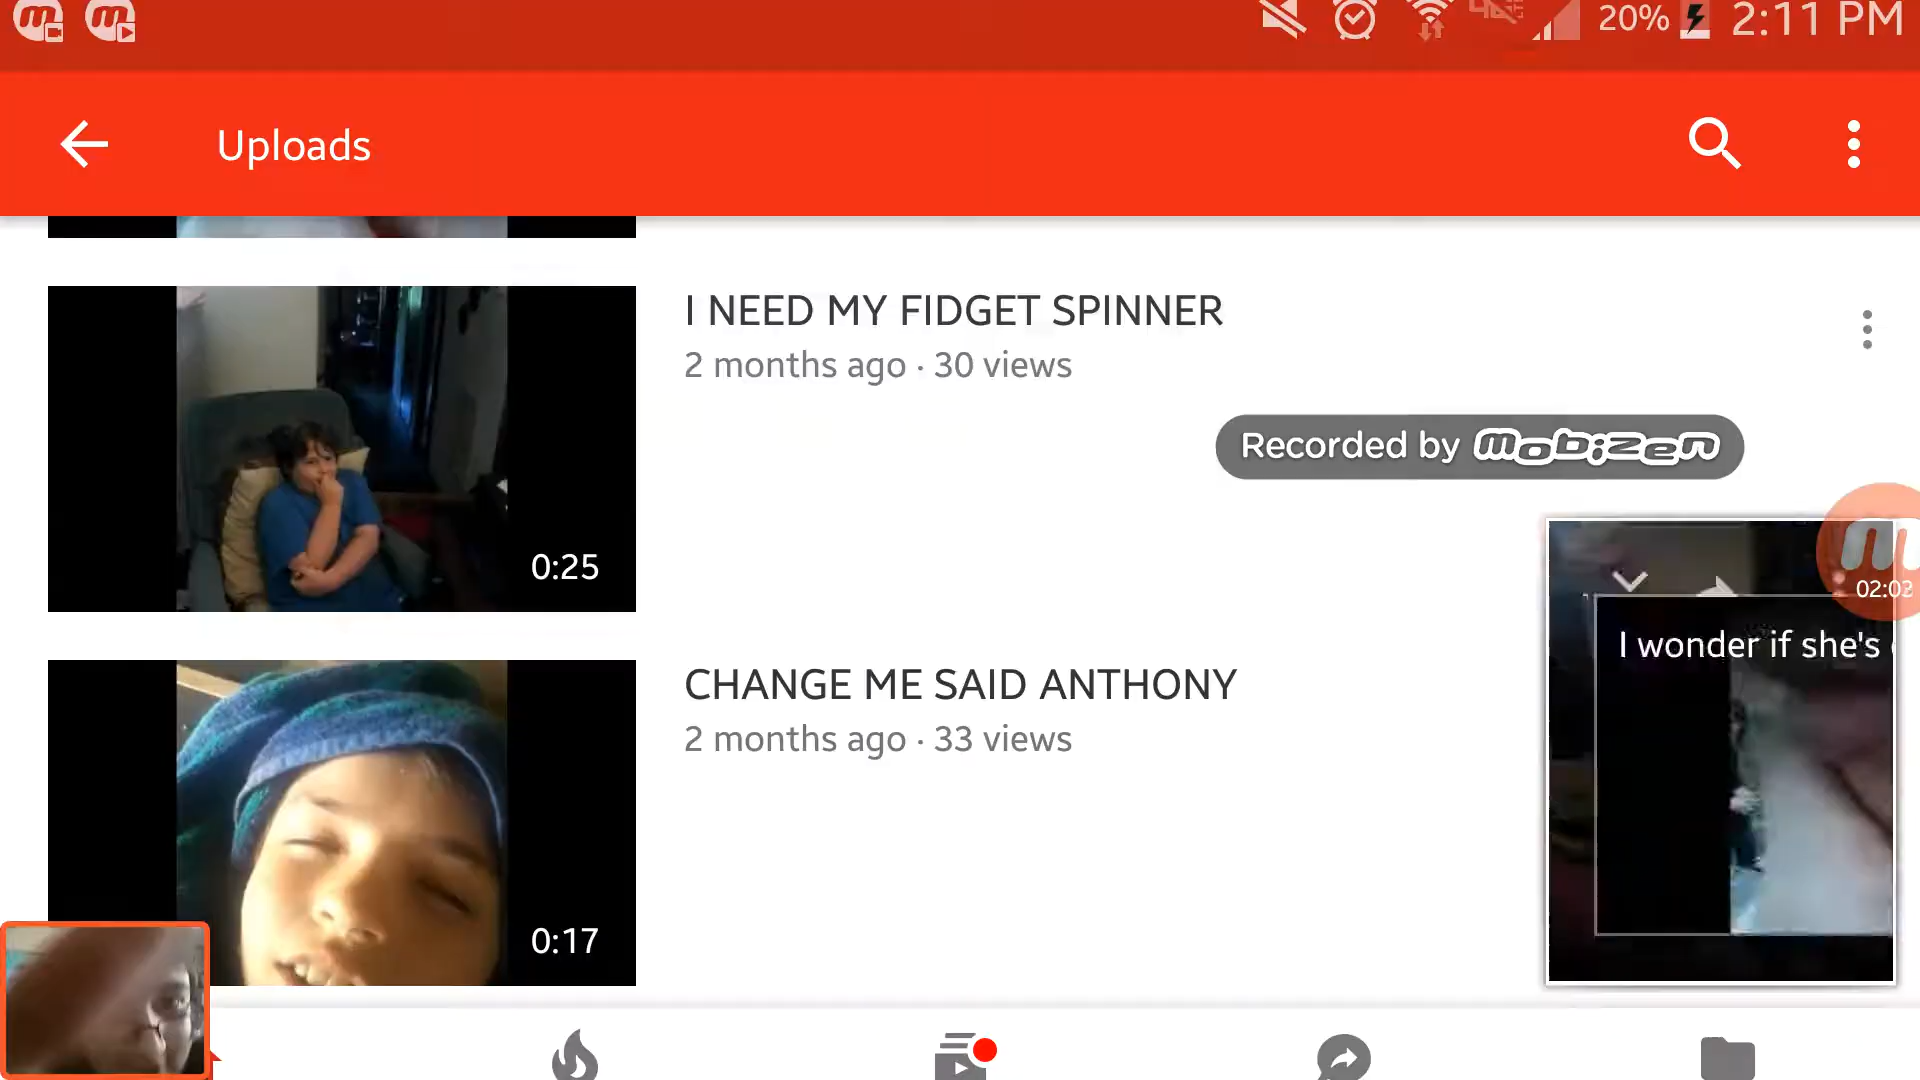 20% 2:11 PM
Uploads
I NEED MY FIDGET SPINNER
2 months ago · 30 views
0:25
Recorded by mobizen
02:02
I wonder if she's
CHANGE ME SAID ANTHONY
2 months ago · 33 views
0:17